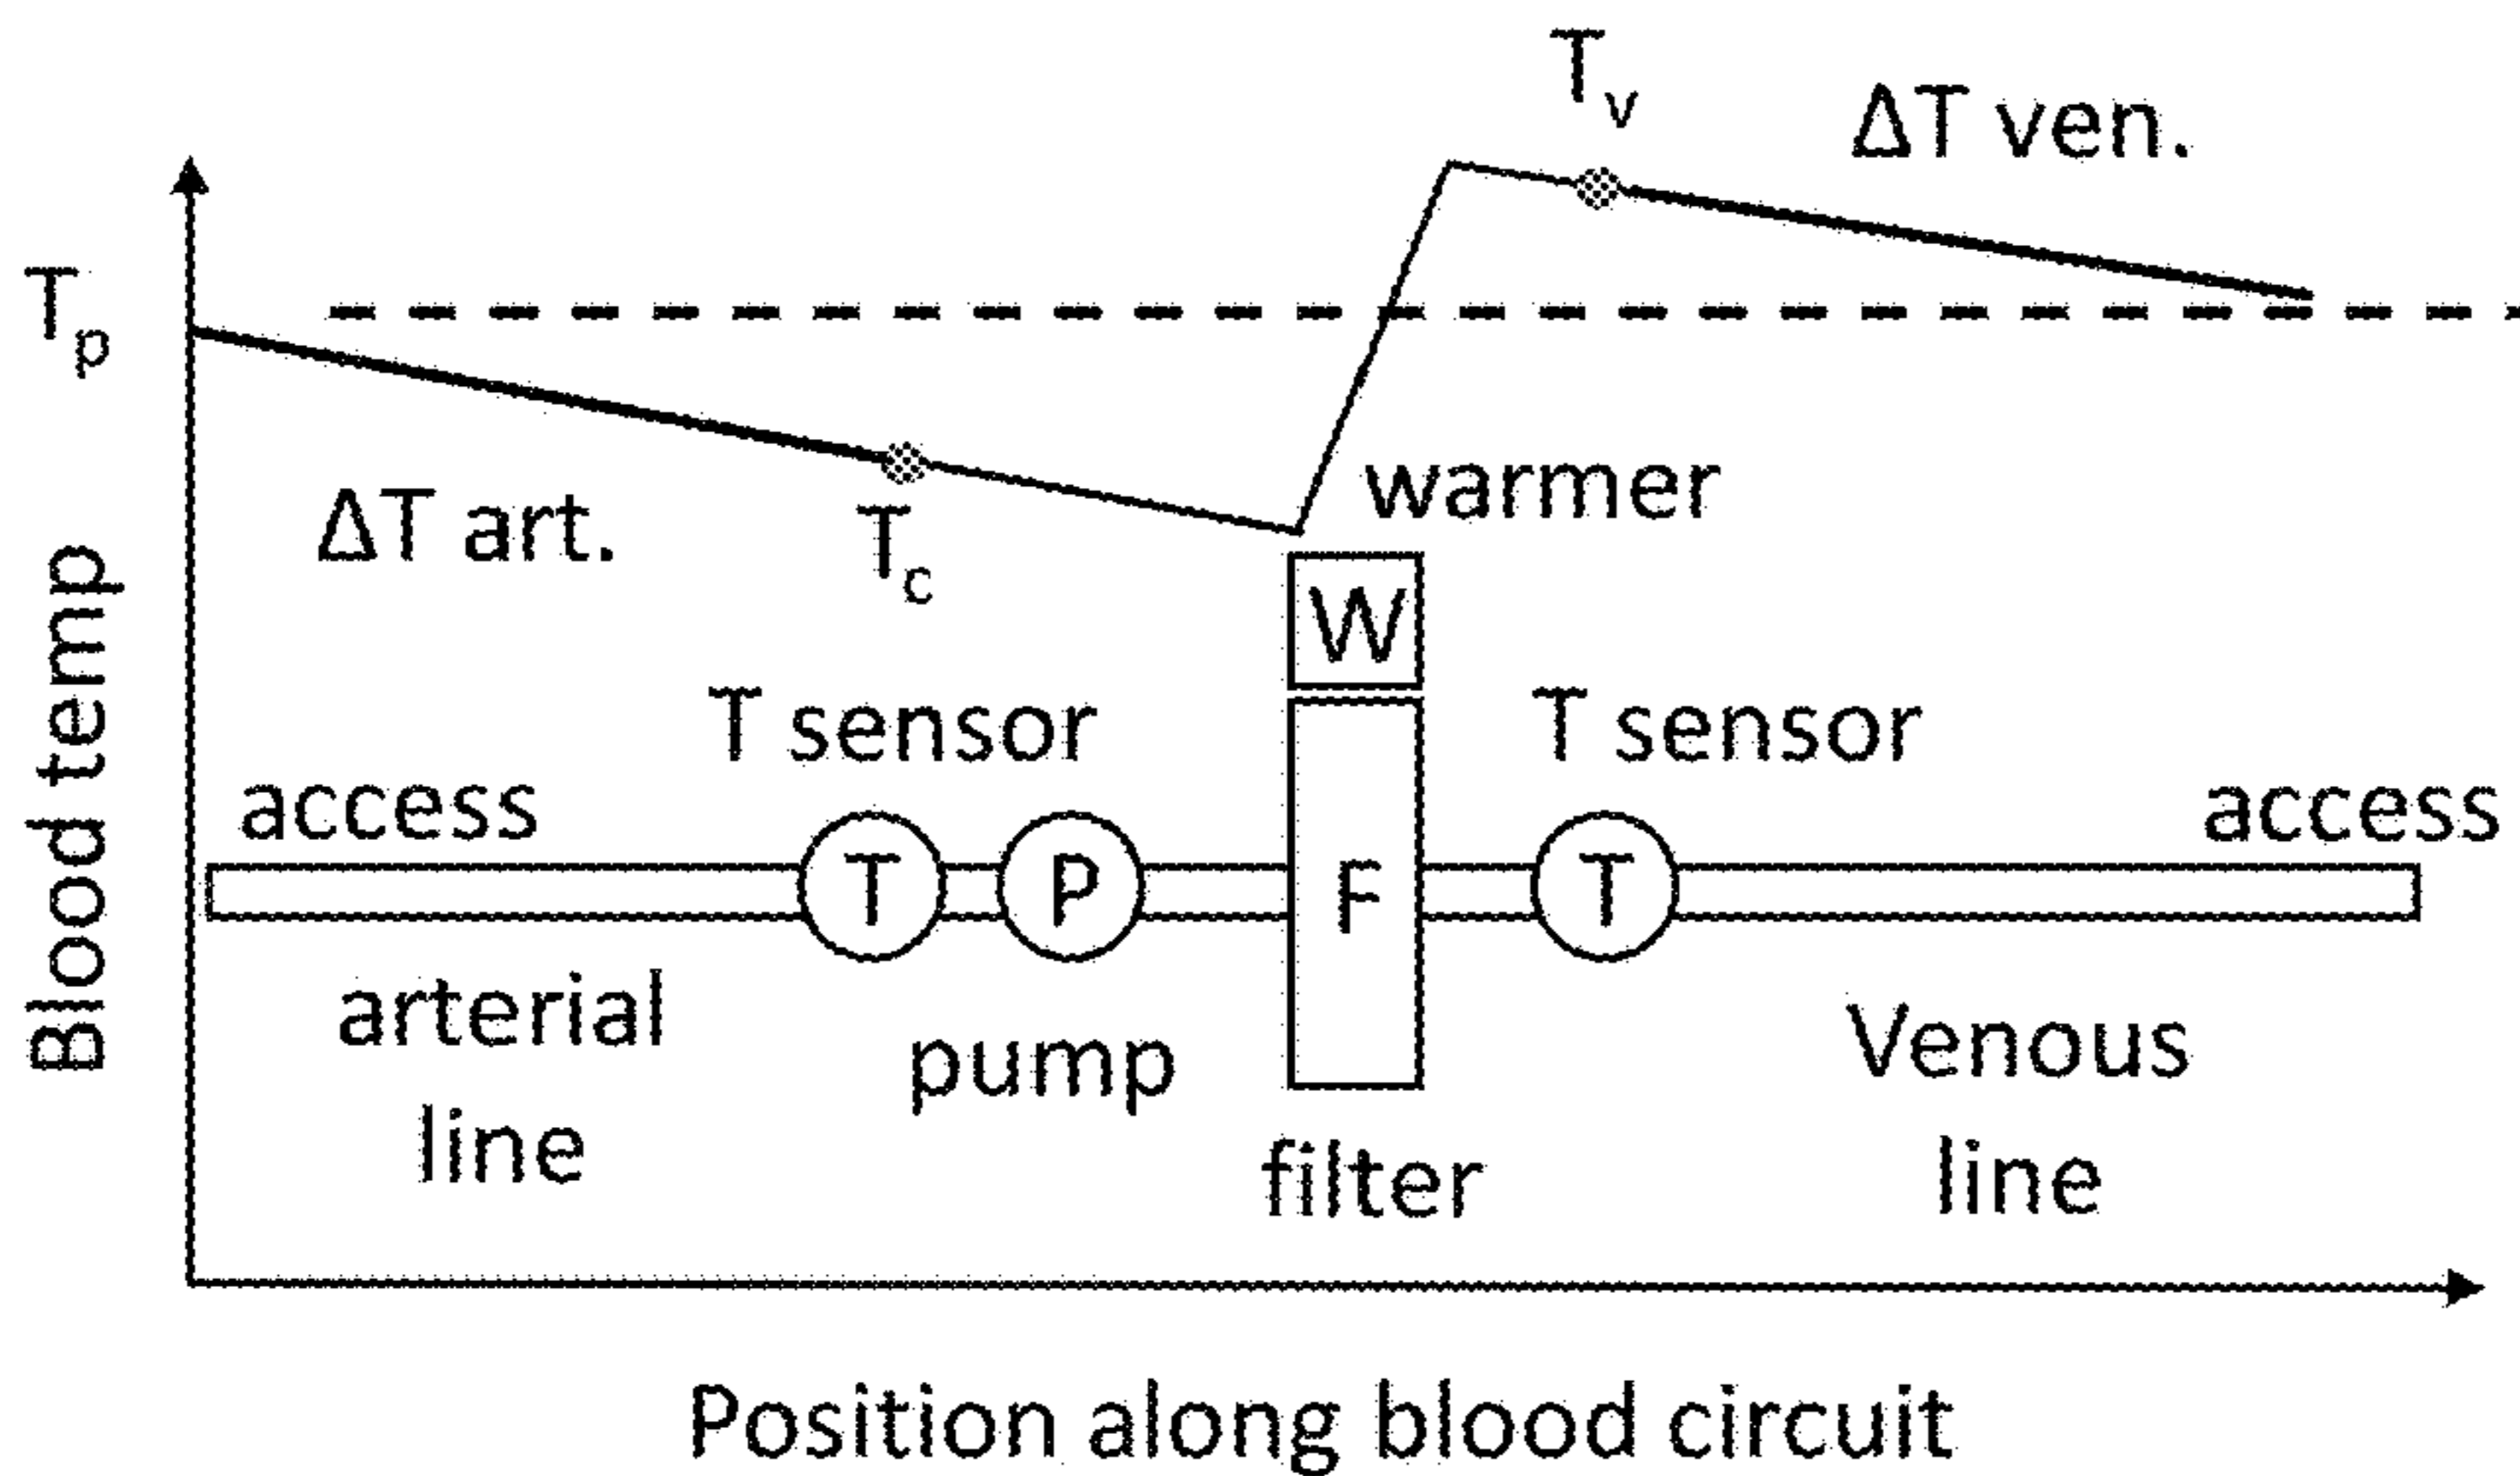 Tv
ΔT ven.
Tp
ΔT art.
Tc
warmer
W
T sensor
T sensor
access
access
T
P
F
T
arterial
line
pump
Venous
line
filter
Blood temp
Position along blood circuit